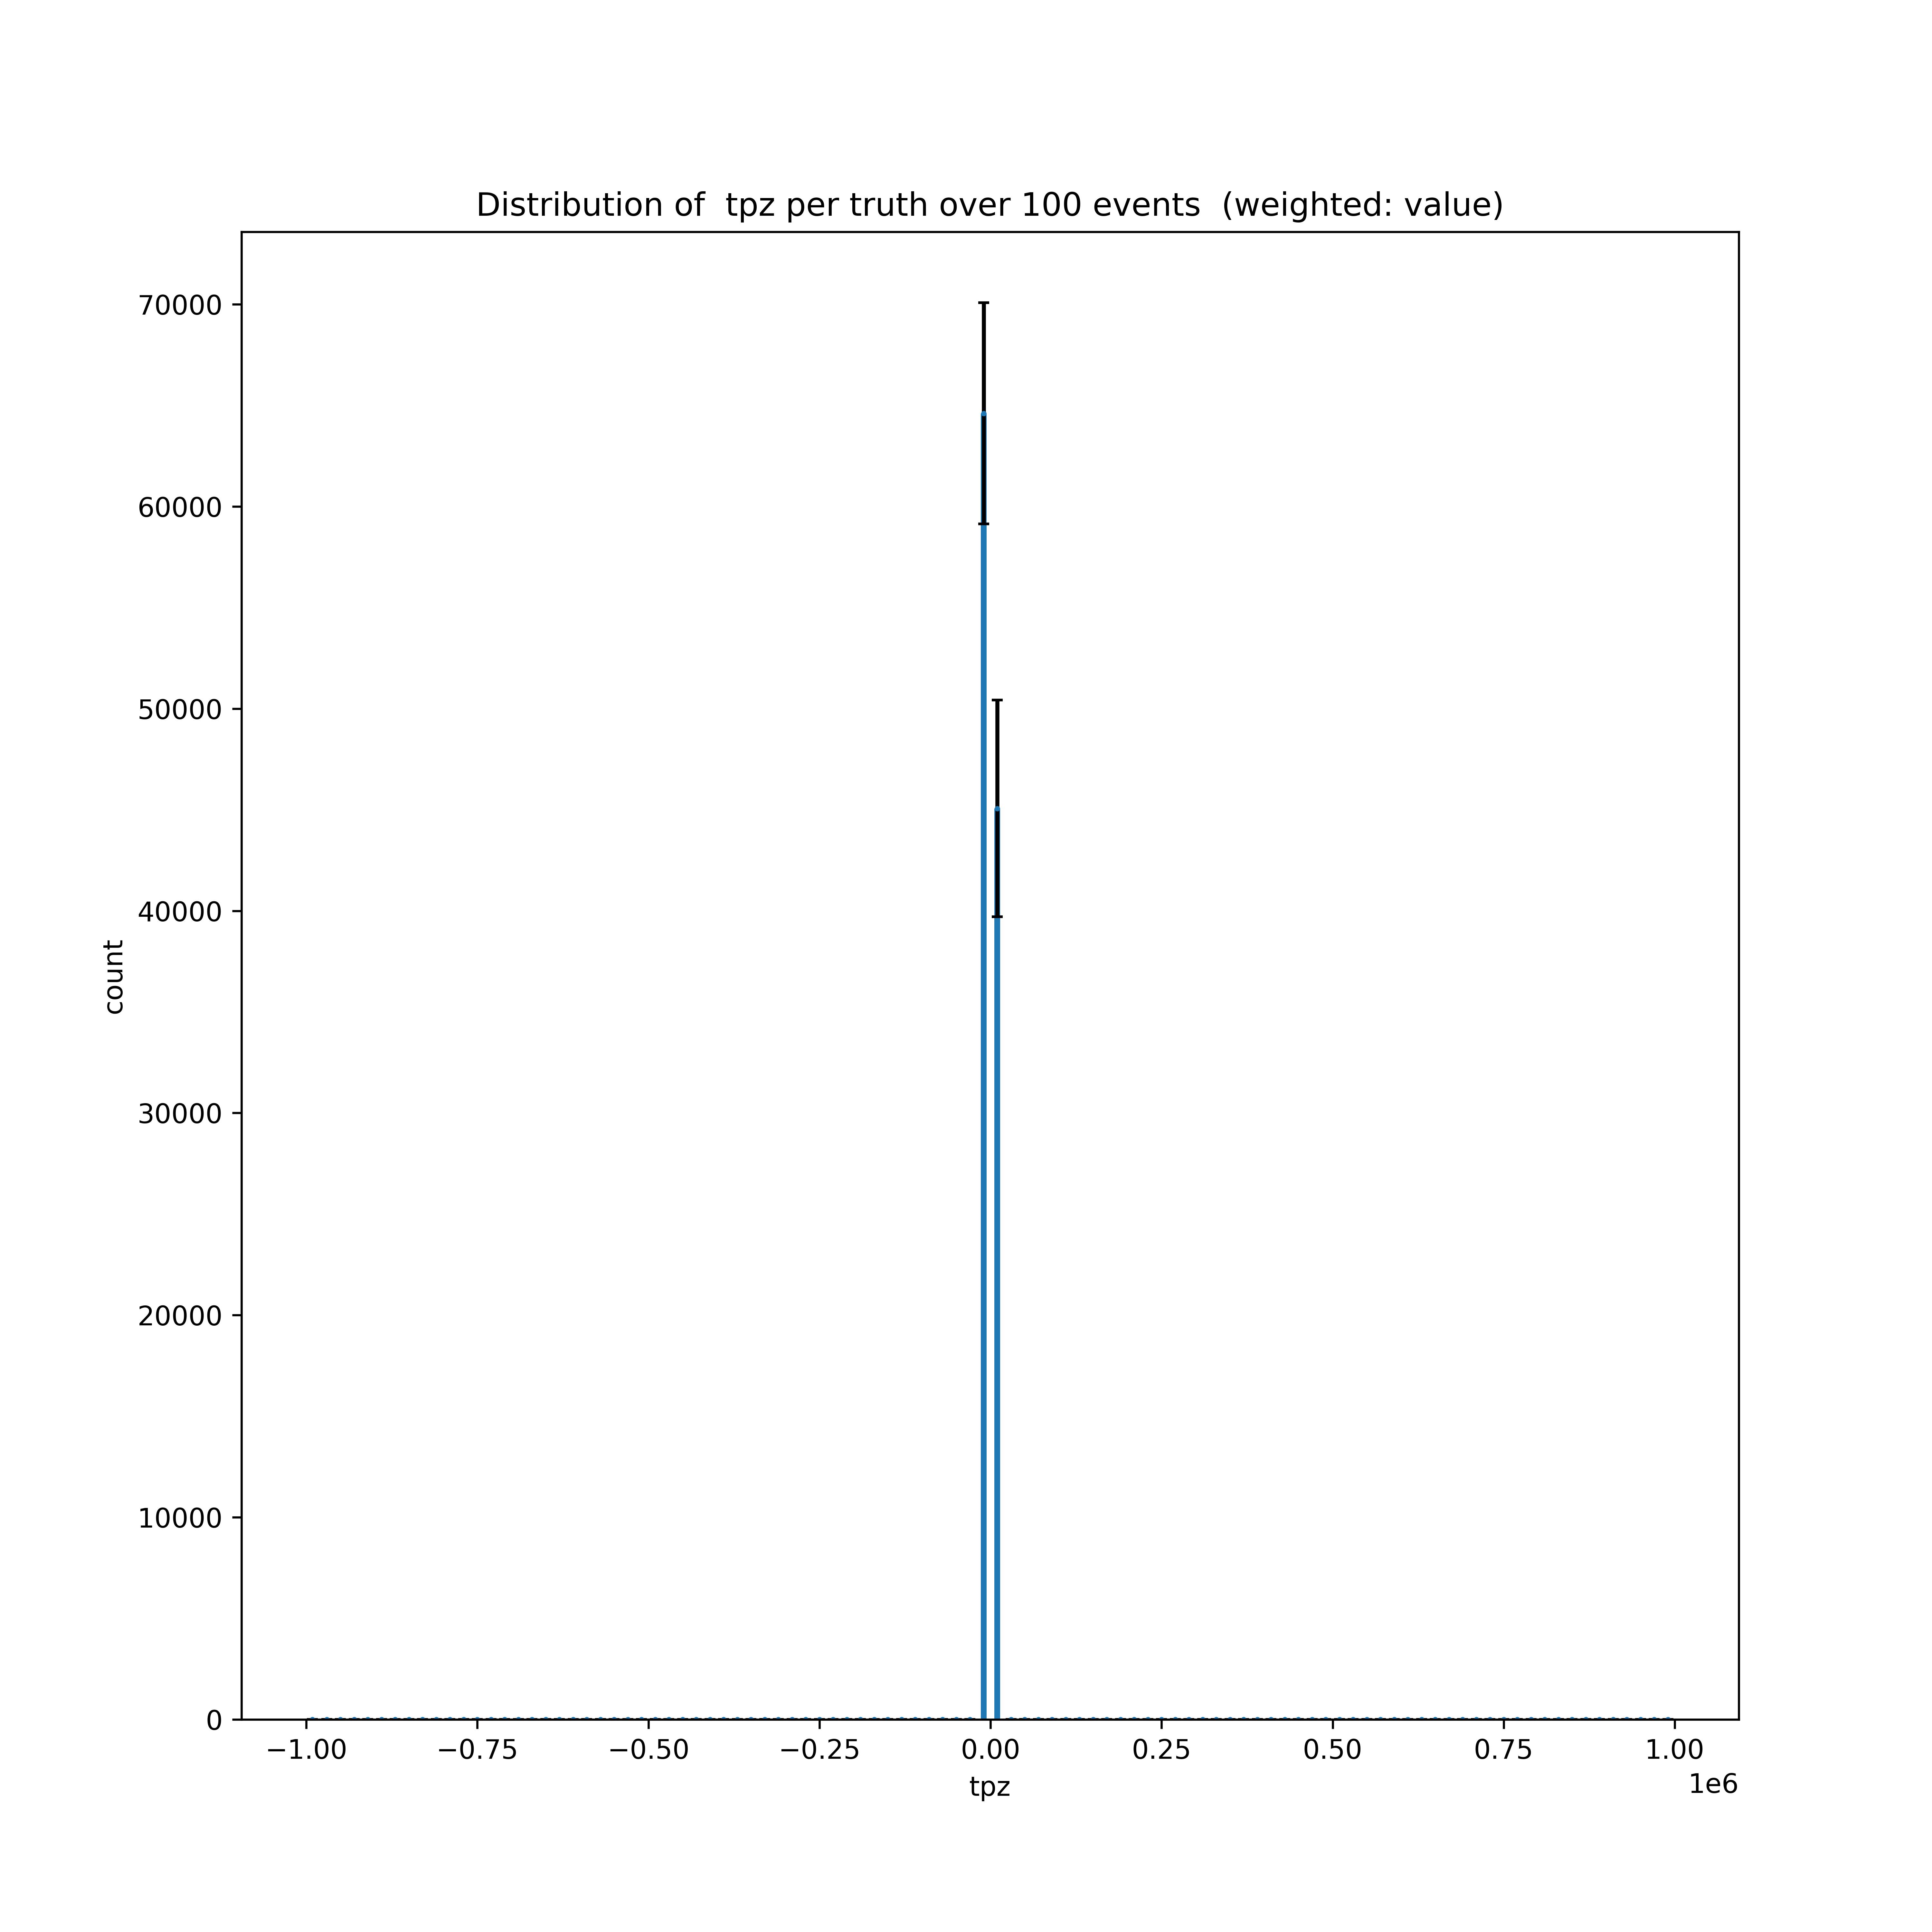 Distribution of  tpz per truth over 100 events  (weighted: value)
70000
60000
50000
40000
30000
20000
10000
0
count
−1.00 −0.75 −0.50 −0.25 0.00 0.25 0.50 0.75 1.00
1e6
tpz